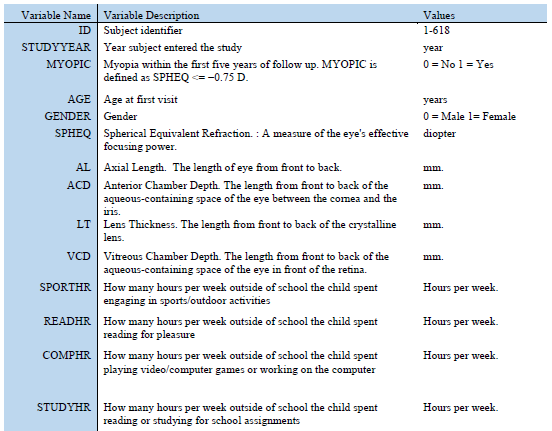 Variable Name Variable Description Values
ID Subject identifier 1-618
STUDYYEAR Year subject entered the study year
MYOPIC Myopia within the first five years of follow up. MYOPIC is 0 = No 1 = Yes
defined as SPHEQ <= −0.75 D.
AGE Age at first visit years
GENDER Gender 0 = Male 1= Female
SPHEQ Spherical Equivalent Refraction. : A measure of the eye's effective diopter
focusing power.
AL Axial Length. The length of eye from front to back. mm.
ACD Anterior Chamber Depth. The length from front to back of the mm.
aqueous-containing space of the eye between the cornea and the
iris.
LT Lens Thickness. The length from front to back of the crystalline mm.
lens.
VCD Vitreous Chamber Depth. The length from front to back of the mm.
aqueous-containing space of the eye in front of the retina.
SPORTHR How many hours per week outside of school the child spent Hours per week.
engaging in sports/outdoor activities
READHR How many hours per week outside of school the child spent Hours per week.
reading for pleasure
COMPHR How many hours per week outside of school the child spent Hours per week.
playing video/computer games or working on the computer
STUDYHR How many hours per week outside of school the child spent Hours per week.
reading or studying for school assignments